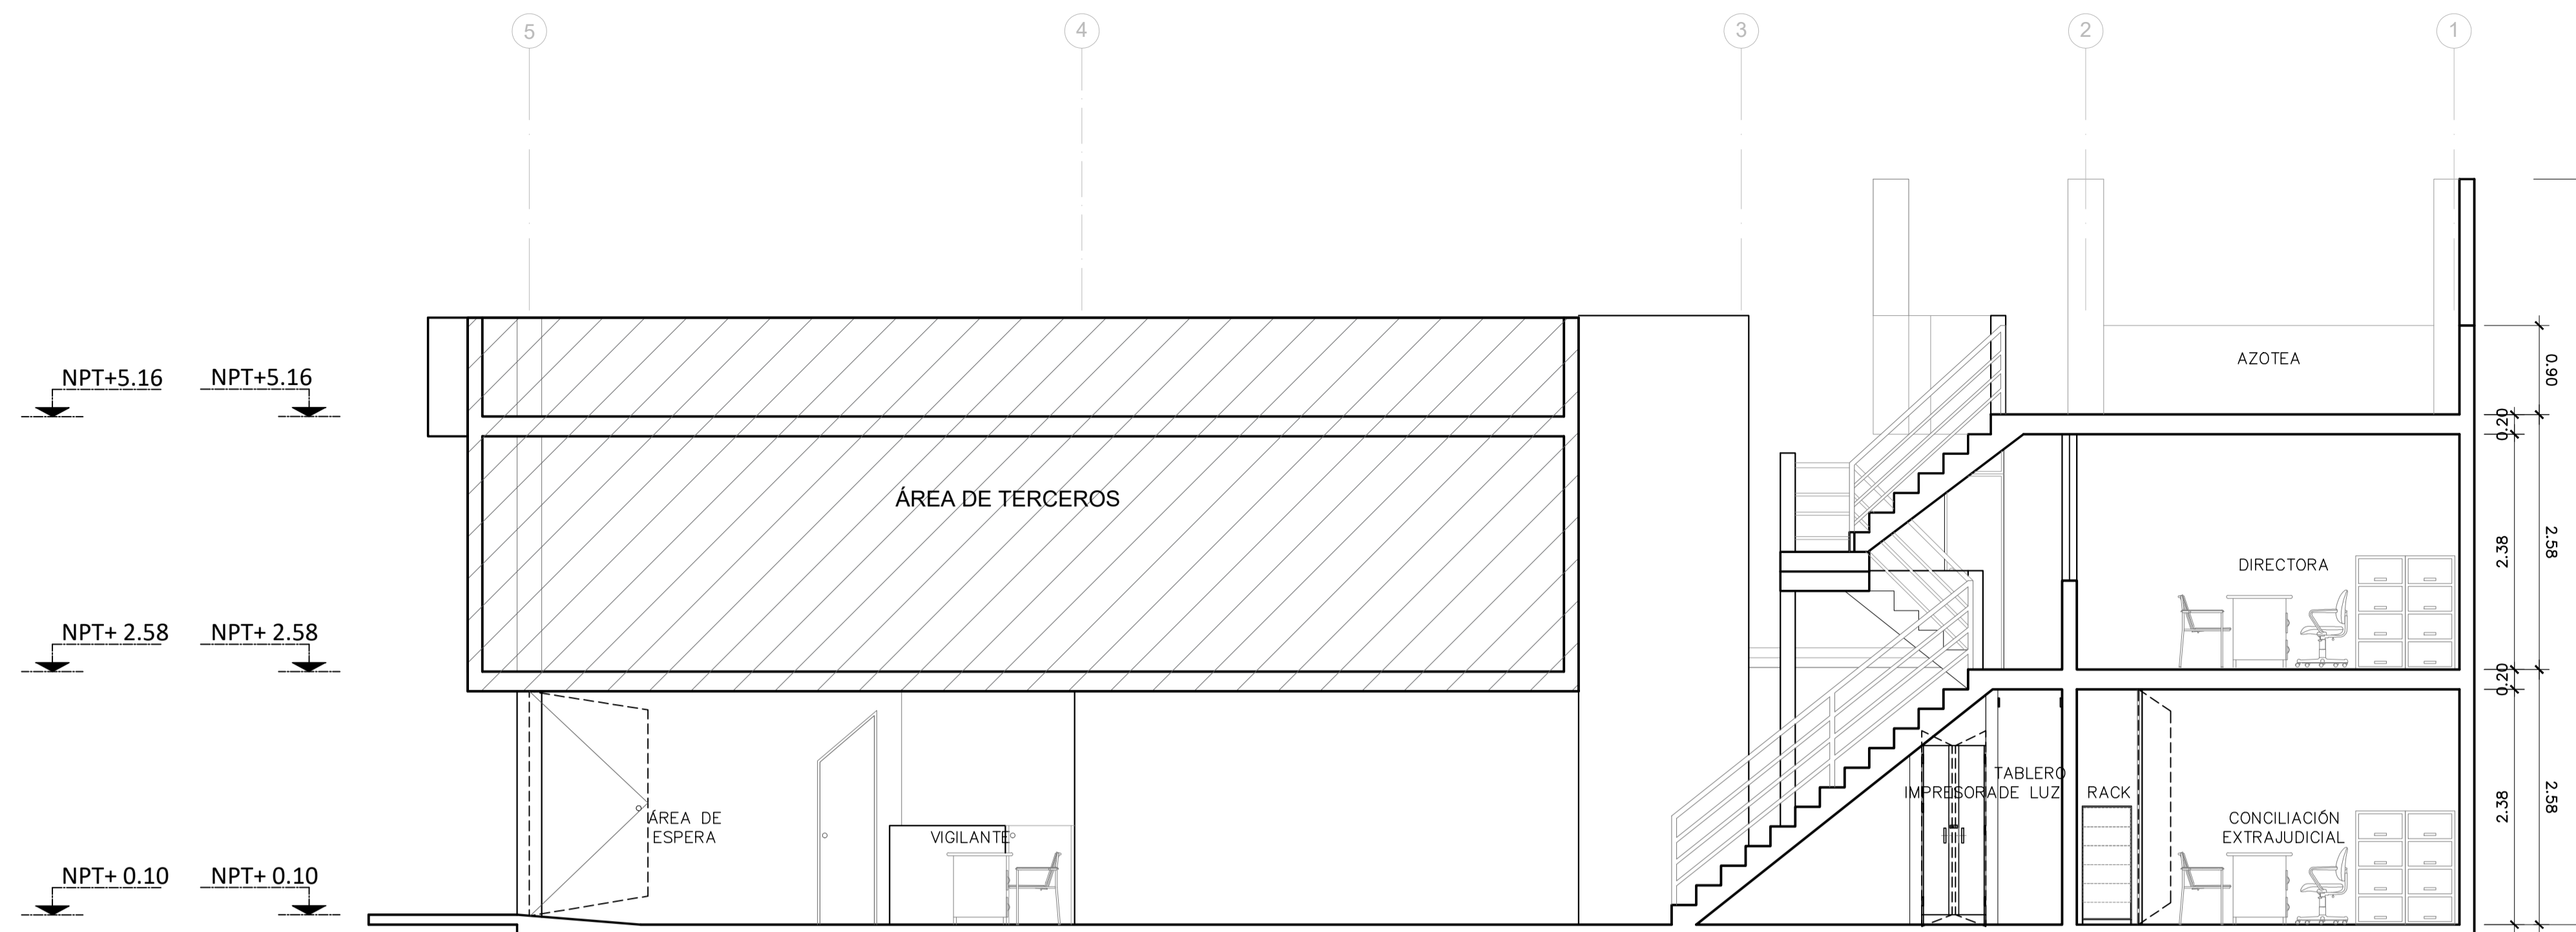 5
4
3
2
1
NPT+5.16
NPT+5.16
AZOTEA
0.90
0.20
ÁREA DE TERCEROS
DIRECTORA
2.38
2.58
NPT+ 2.58
NPT+ 2.58
0.20
TABLERO
DE LUZ
IMPRESORA
RACK
ÁREA DE
ESPERA
VIGILANTE
CONCILIACIÓN
EXTRAJUDICIAL
2.38
2.58
NPT+ 0.10
NPT+ 0.10